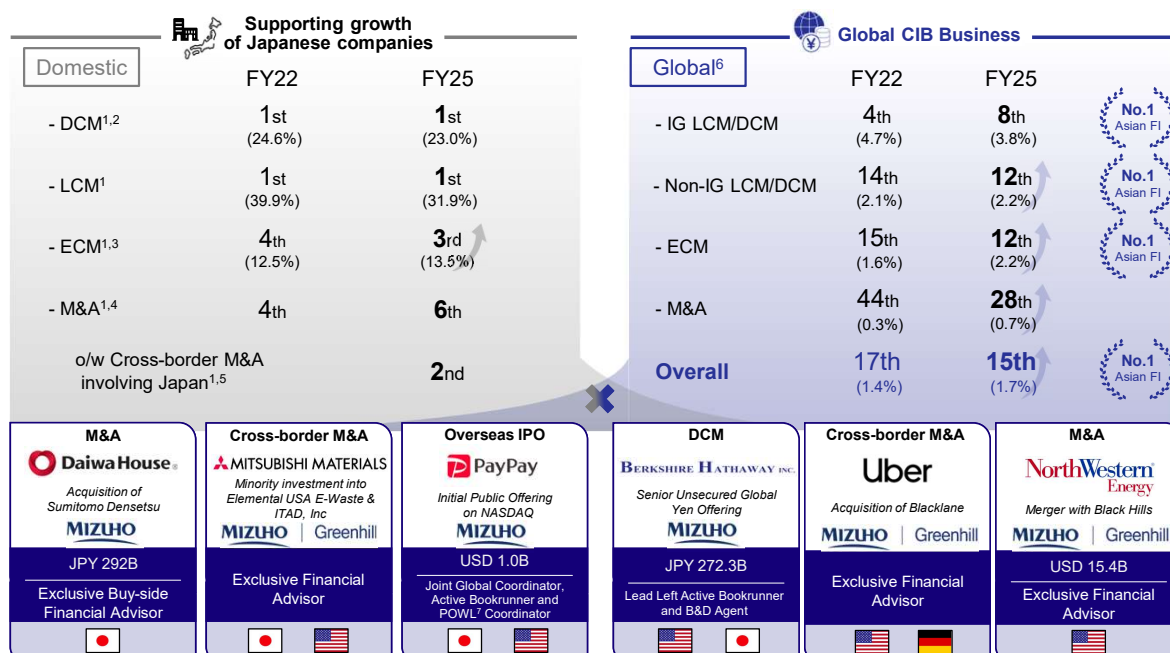 Supporting growth
of Japanese companies
Domestic
FY22 FY25
- DCM1,2 1st 1st
(24.6%) (23.0%)
- LCM1 1st 1st
(39.9%) (31.9%)
- ECM1,3 4th 3rd
(12.5%) (13.5%)
- M&A1,4 4th 6th
o/w Cross-border M&A
involving Japan1,5 2nd
¥
Global CIB Business
Global6
FY22 FY25
- IG LCM/DCM 4th 8th No.1
(4.7%) (3.8%) Asian FI
- Non-IG LCM/DCM 14th 12th No.1
(2.1%) (2.2%) Asian FI
- ECM 15th 12th No.1
(1.6%) (2.2%) Asian FI
- M&A 44th 28th
(0.3%) (0.7%)
Overall 17th 15th No.1
(1.4%) (1.7%) Asian FI
M&A
Daiwa House®
Acquisition of
Sumitomo Densetsu
MIZUHO
JPY 292B
Exclusive Buy-side
Financial Advisor
Cross-border M&A
MITSUBISHI MATERIALS
Minority investment into
Elemental USA E-Waste &
ITAD, Inc
MIZUHO | Greenhill
Exclusive Financial
Advisor
Overseas IPO
PayPay
Initial Public Offering
on NASDAQ
MIZUHO
USD 1.0B
Joint Global Coordinator,
Active Bookrunner and
POWL7 Coordinator
DCM
BERKSHIRE HATHAWAY INC.
Senior Unsecured Global
Yen Offering
MIZUHO
JPY 272.3B
Lead Left Active Bookrunner
and B&D Agent
Cross-border M&A
Uber
Acquisition of Blacklane
MIZUHO | Greenhill
Exclusive Financial
Advisor
M&A
NorthWestern®
Energy
Merger with Black Hills
MIZUHO | Greenhill
USD 15.4B
Exclusive Financial
Advisor